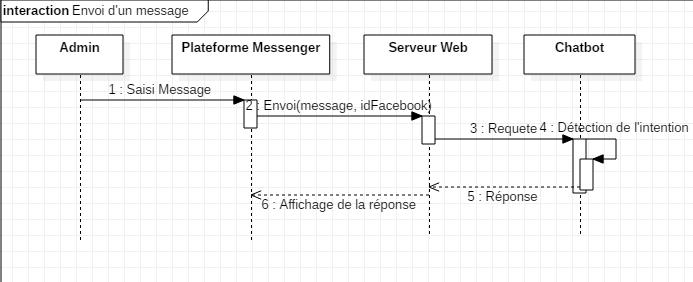 interaction Envoi d'un message
Admin
Plateforme Messenger
Serveur Web
Chatbot
1 : Saisi Message
2 : Envoi(message, idFacebook)
3 : Requete
4 : Détection de l'intention
5 : Réponse
6 : Affichage de la réponse